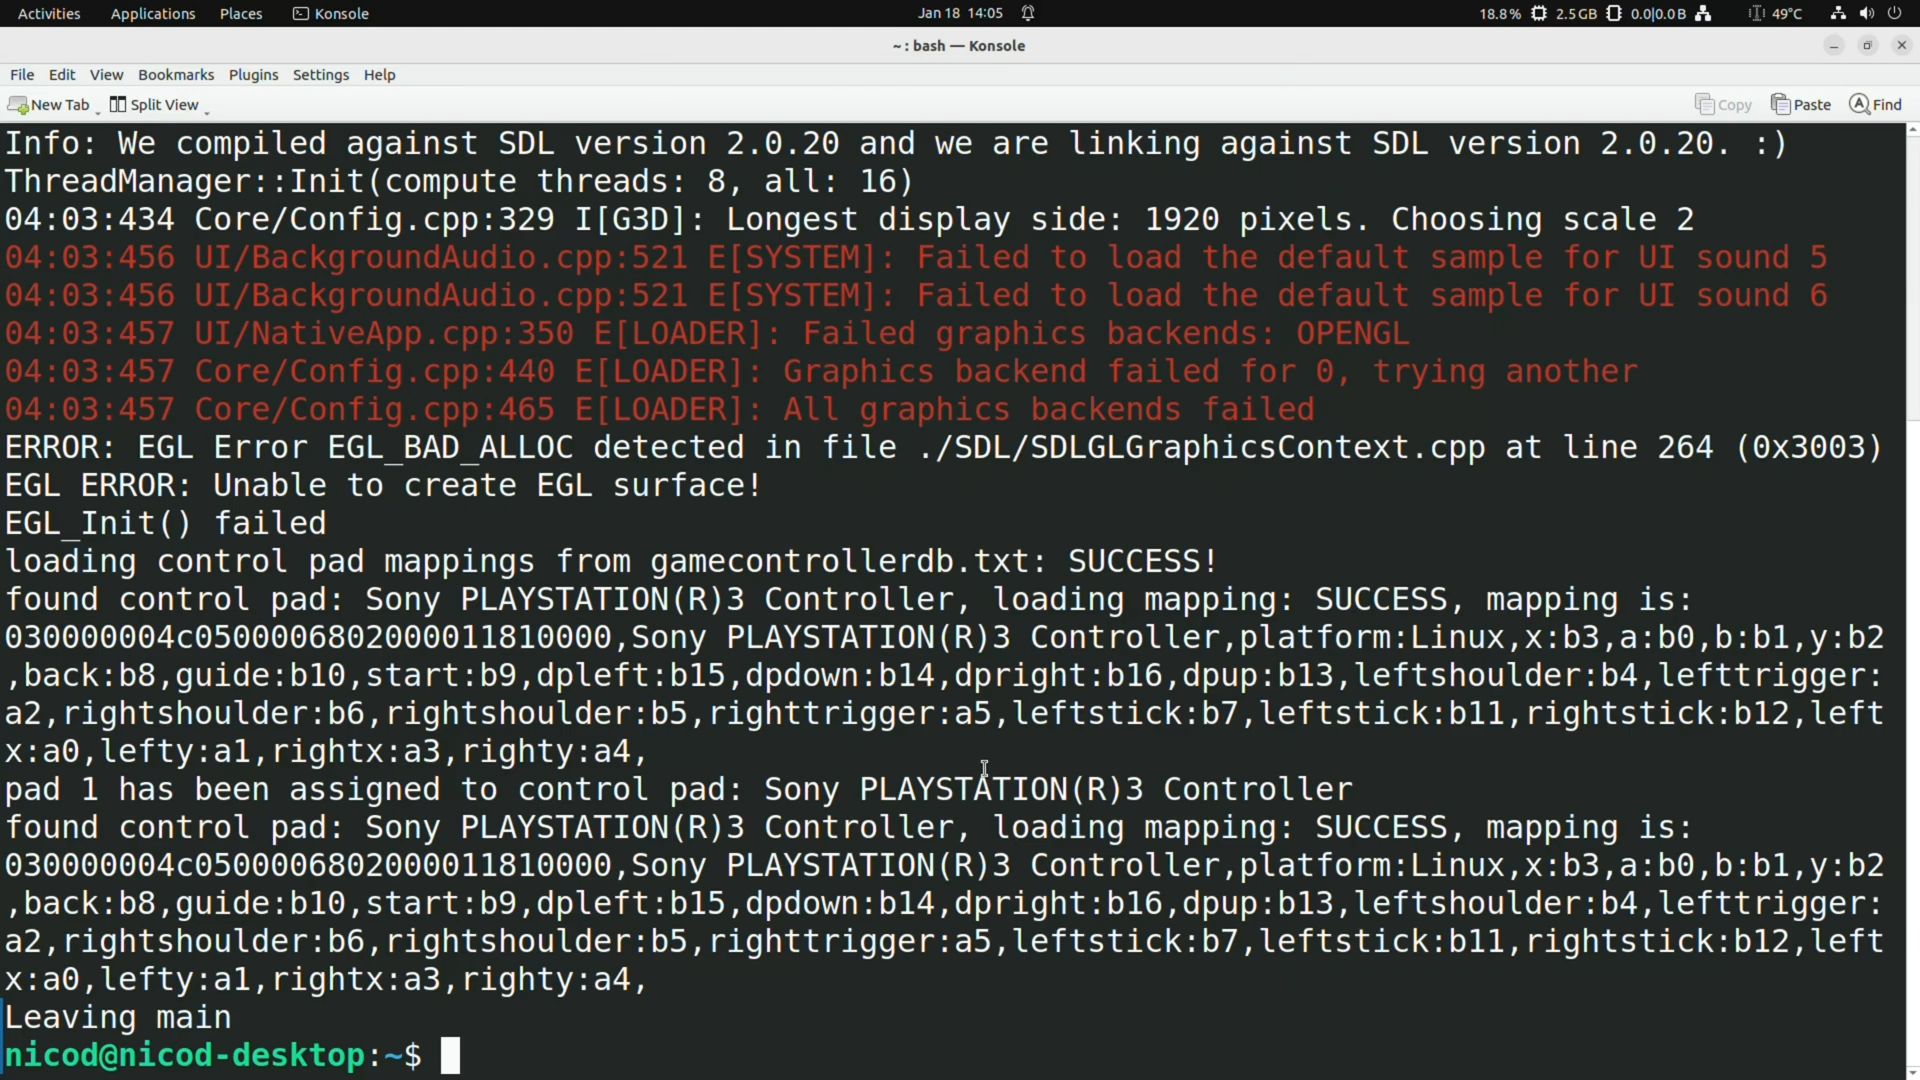 Activities Applications Places Konsole Jan 18 14:05 18.8% 2.5GB 0.0|0.0B 49°C
~ : bash — Konsole
File Edit View Bookmarks Plugins Settings Help
New Tab Split View Copy Paste Find
Info: We compiled against SDL version 2.0.20 and we are linking against SDL version 2.0.20. :)
ThreadManager::Init(compute threads: 8, all: 16)
04:03:434 Core/Config.cpp:329 I[G3D]: Longest display side: 1920 pixels. Choosing scale 2
04:03:456 UI/BackgroundAudio.cpp:521 E[SYSTEM]: Failed to load the default sample for UI sound 5
04:03:456 UI/BackgroundAudio.cpp:521 E[SYSTEM]: Failed to load the default sample for UI sound 6
04:03:457 UI/NativeApp.cpp:350 E[LOADER]: Failed graphics backends: OPENGL
04:03:457 Core/Config.cpp:440 E[LOADER]: Graphics backend failed for 0, trying another
04:03:457 Core/Config.cpp:465 E[LOADER]: All graphics backends failed
ERROR: EGL Error EGL_BAD_ALLOC detected in file ./SDL/SDLGLGraphicsContext.cpp at line 264 (0x3003)
EGL ERROR: Unable to create EGL surface!
EGL_Init() failed
loading control pad mappings from gamecontrollerdb.txt: SUCCESS!
found control pad: Sony PLAYSTATION(R)3 Controller, loading mapping: SUCCESS, mapping is:
030000004c0500006802000011810000,Sony PLAYSTATION(R)3 Controller,platform:Linux,x:b3,a:b0,b:b1,y:b2
,back:b8,guide:b10,start:b9,dpleft:b15,dpdown:b14,dpright:b16,dpup:b13,leftshoulder:b4,lefttrigger:
a2,rightshoulder:b6,rightshoulder:b5,righttrigger:a5,leftstick:b7,leftstick:b11,rightstick:b12,left
x:a0,lefty:a1,rightx:a3,righty:a4,
pad 1 has been assigned to control pad: Sony PLAYSTATION(R)3 Controller
found control pad: Sony PLAYSTATION(R)3 Controller, loading mapping: SUCCESS, mapping is:
030000004c0500006802000011810000,Sony PLAYSTATION(R)3 Controller,platform:Linux,x:b3,a:b0,b:b1,y:b2
,back:b8,guide:b10,start:b9,dpleft:b15,dpdown:b14,dpright:b16,dpup:b13,leftshoulder:b4,lefttrigger:
a2,rightshoulder:b6,rightshoulder:b5,righttrigger:a5,leftstick:b7,leftstick:b11,rightstick:b12,left
x:a0,lefty:a1,rightx:a3,righty:a4,
Leaving main
nicod@nicod-desktop:~$